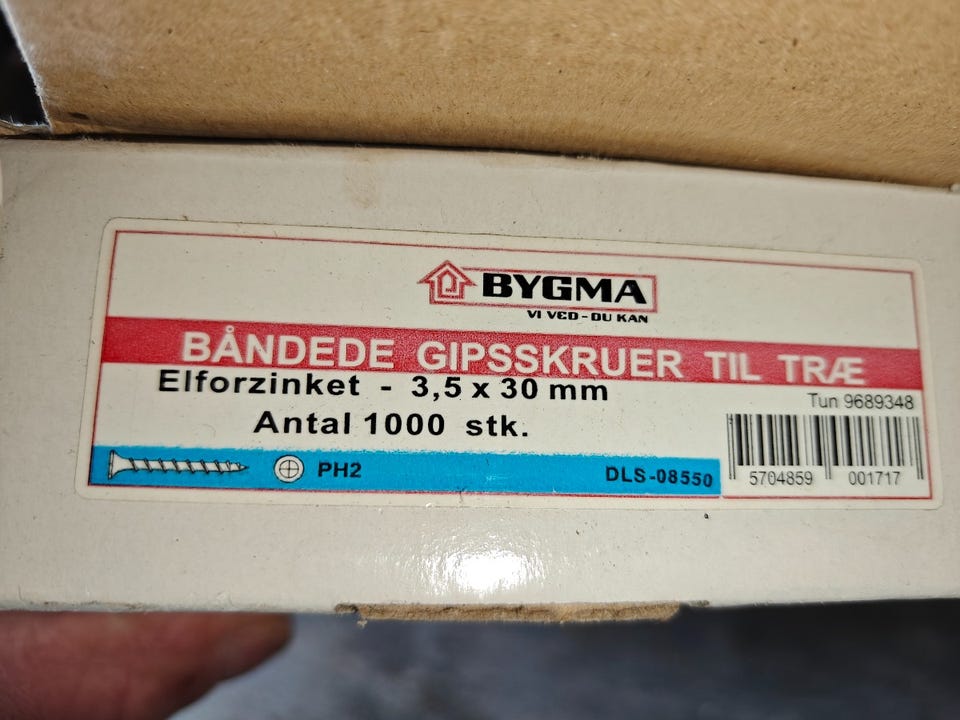 BYGMA
VI VED - DU KAN
BÅNDEDE GIPSSKRUER TIL TRÆ
Elforzinket - 3,5 x 30 mm
Tun 9689348
Antal 1000 stk.
PH2
DLS-08550
5704859 001717